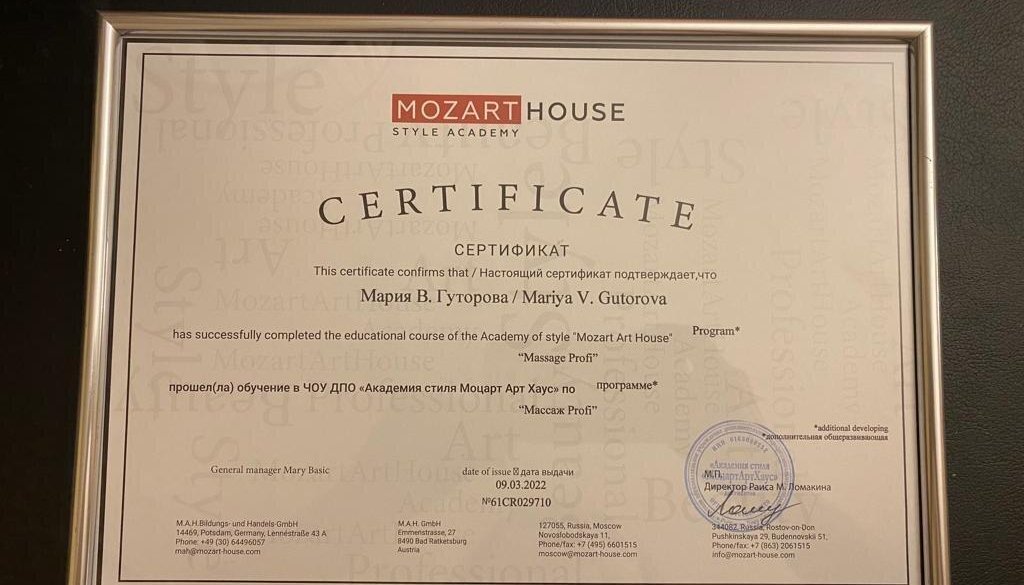 MOZART HOUSE
STYLE ACADEMY
CERTIFICATE
СЕРТИФИКАТ
This certificate confirms that / Настоящий сертификат подтверждает,что
Мария В. Гуторова / Mariya V. Gutorova
has successfully completed the educational course of the Academy of style "Mozart Art House" Program*
“Massage Profi”
прошел(ла) обучение в ЧОУ ДПО «Академия стиля Моцарт Арт Хаус» по программе*
“Массаж Profi”
*additional developing
*дополнительная общеразвивающая
General manager Mary Basic
date of issue дата выдачи
09.03.2022
№61CR029710
«Академия стиля
МоцартАртХаус»
М.П.
Директор Раиса М. Ломакина
M.A.H.Bildungs- und Handels-GmbH
14469, Potsdam, Germany, Lennéstraße 43 A
Phone: +49 (30) 64496057
mah@mozart-house.com
M.A.H. GmbH
Emmenstrasse, 27
8490 Bad Ratketsburg
Austria
127055, Russia, Moscow
Novoslobodskaya 11,
Phone/fax: +7 (495) 6601515
moscow@mozart-house.com
344082, Russia, Rostov-on-Don
Pushkinskaya 29, Budennovskii 51,
Phone/fax: +7 (863) 2061515
info@mozart-house.com